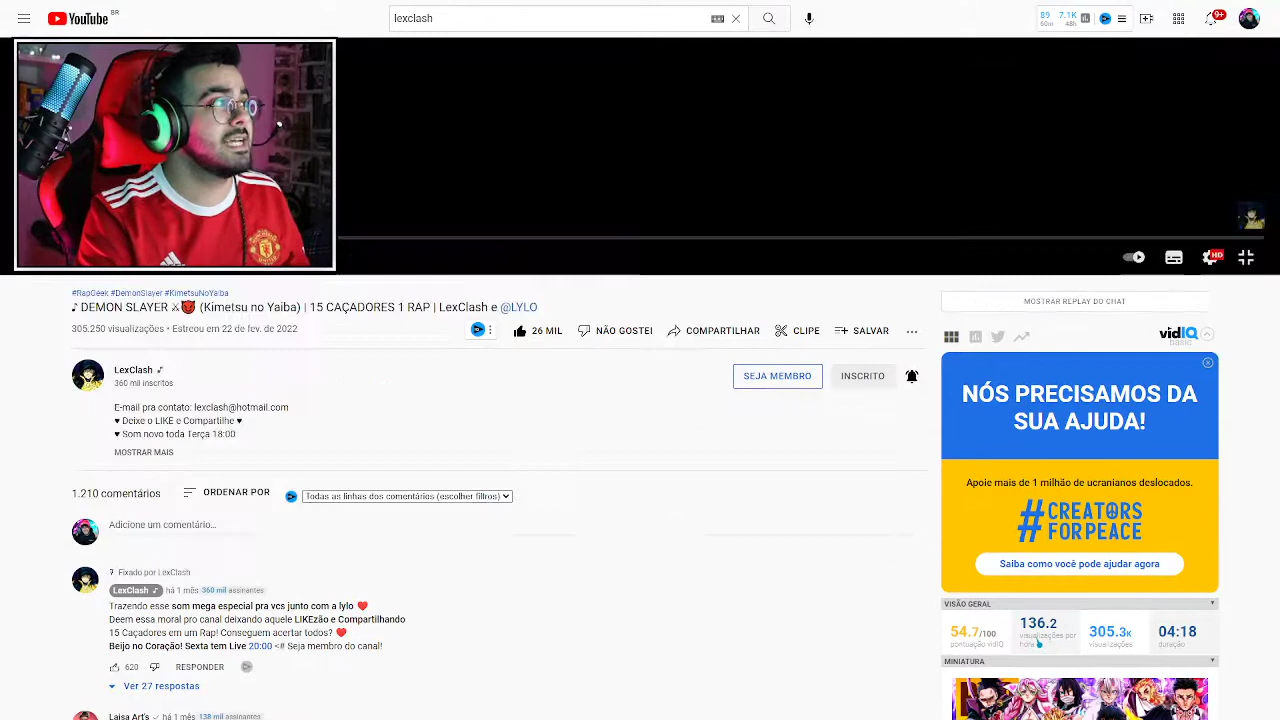 YouTube BR
lexclash
89 7.1K
60m 48h
9+
HD
#RapGeek #DemonSlayer #KimetsuNoYaiba
♪ DEMON SLAYER ⚔😈 (Kimetsu no Yaiba) | 15 CAÇADORES 1 RAP | LexClash e @LYLO
305.250 visualizações • Estreou em 22 de fev. de 2022
26 MIL NÃO GOSTEI COMPARTILHAR CLIPE SALVAR
LexClash ♪
360 mil inscritos
SEJA MEMBRO INSCRITO
E-mail pra contato: lexclash@hotmail.com
♥ Deixe o LIKE e Compartilhe ♥
♥ Som novo toda Terça 18:00
MOSTRAR MAIS
1.210 comentários ORDENAR POR Todas as linhas dos comentários (escolher filtros)
Adicione um comentário...
Fixado por LexClash
LexClash ♪ há 1 mês 360 mil assinantes
Trazendo esse som mega especial pra vcs junto com a lylo ♥
Deem essa moral pro canal deixando aquele LIKEzão e Compartilhando
15 Caçadores em um Rap! Conseguem acertar todos? ♥
Beijo no Coração! Sexta tem Live 20:00 <# Seja membro do canal!
620 RESPONDER
Ver 27 respostas
Laisa Art's há 1 mês 138 mil assinantes
MOSTRAR REPLAY DO CHAT
vidIQ
basic
NÓS PRECISAMOS DA
SUA AJUDA!
Apoie mais de 1 milhão de ucranianos deslocados.
#CREATORS
FORPEACE
Saiba como você pode ajudar agora
VISÃO GERAL
54.7/100 136.2 305.3K 04:18
pontuação vidIQ visualizações por hora visualizações duração
MINIATURA